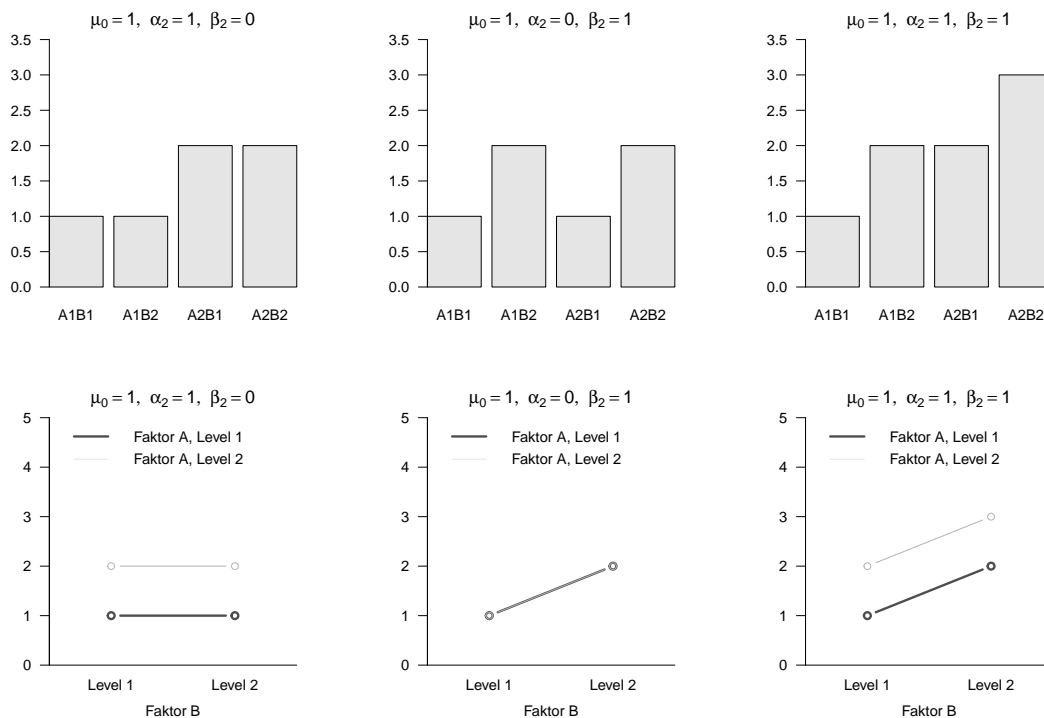 μ₀ = 1, α₂ = 1, β₂ = 0
3.5
3.0
2.5
2.0
1.5
1.0
0.5
0.0
A1B1 A1B2 A2B1 A2B2
μ₀ = 1, α₂ = 0, β₂ = 1
3.5
3.0
2.5
2.0
1.5
1.0
0.5
0.0
A1B1 A1B2 A2B1 A2B2
μ₀ = 1, α₂ = 1, β₂ = 1
3.5
3.0
2.5
2.0
1.5
1.0
0.5
0.0
A1B1 A1B2 A2B1 A2B2
μ₀ = 1, α₂ = 1, β₂ = 0
5
4
3
2
1
0
Faktor A, Level 1
Faktor A, Level 2
Level 1 Level 2
Faktor B
μ₀ = 1, α₂ = 0, β₂ = 1
5
4
3
2
1
0
Level 1 Level 2
Faktor B
μ₀ = 1, α₂ = 1, β₂ = 1
5
4
3
2
1
0
Faktor A, Level 1
Faktor A, Level 2
Level 1 Level 2
Faktor B